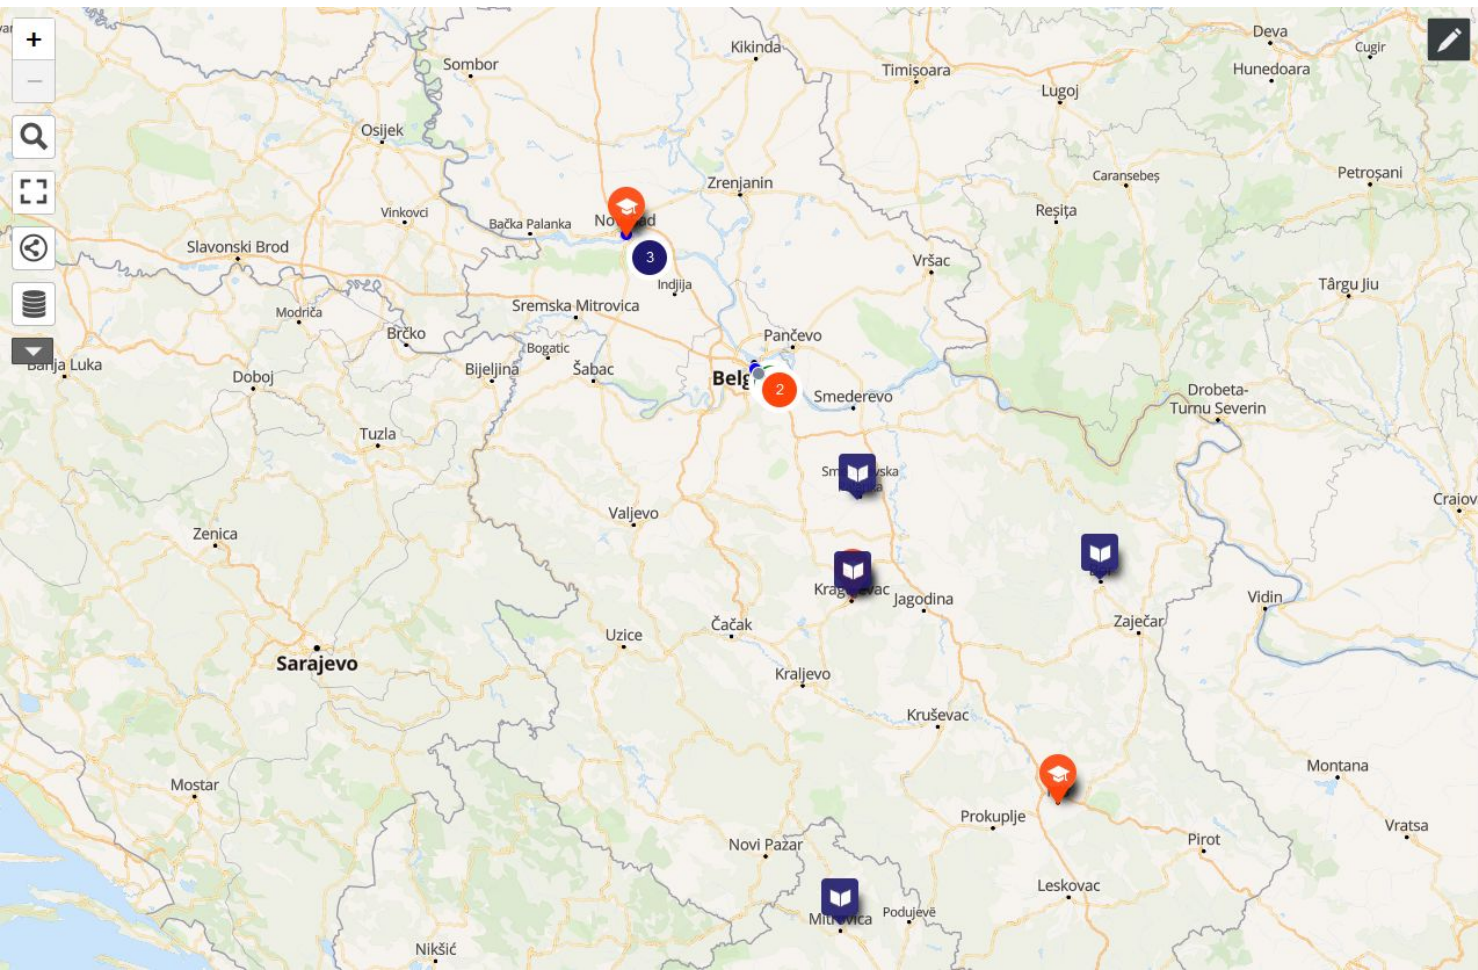 Kikinda
Deva
Cugir
Sombor
Timișoara
Hunedoara
Lugoj
Osijek
Caransebeș
Petroșani
Zrenjanin
Vinkovci
Bačka Palanka
Reșița
Slavonski Brod
3
Vršac
Indjija
Târgu Jiu
Modriča
Sremska Mitrovica
Brčko
Pančevo
Bogatic
Banja Luka
Bijeljina
Šabac
Doboj
2
Smederevo
Drobeta-
Turnu Severin
Tuzla
Valjevo
Zenica
Jagodina
Vidin
Čačak
Zaječar
Uzice
Sarajevo
Kraljevo
Kruševac
Montana
Mostar
Prokuplje
Vratsa
Pirot
Novi Pazar
Leskovac
Podujevë
Mitrovica
Nikšić